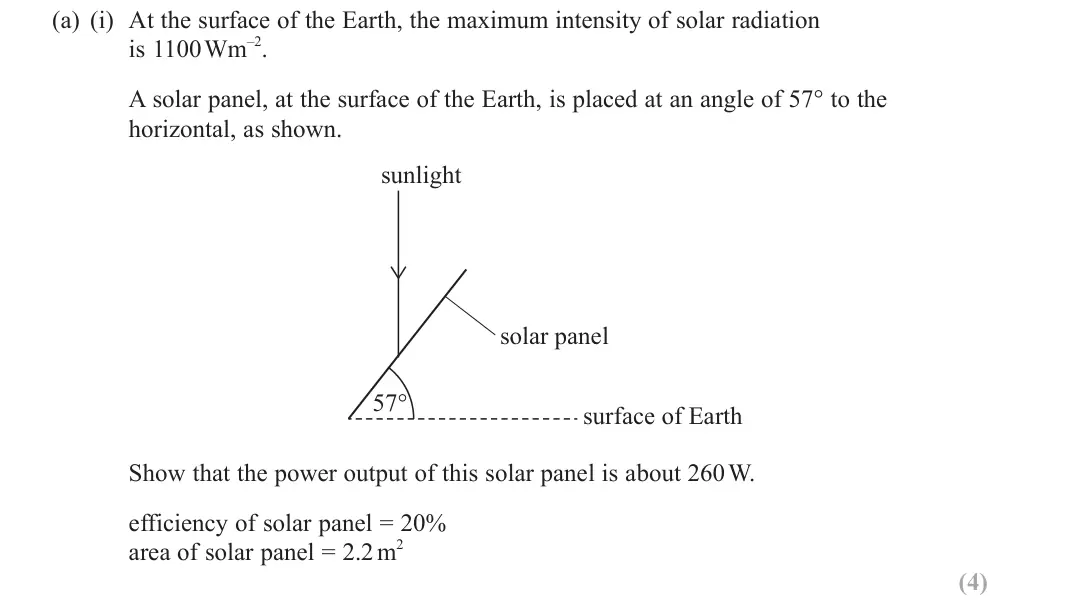 (a) (i) At the surface of the Earth, the maximum intensity of solar radiation
is 1100 Wm⁻².
A solar panel, at the surface of the Earth, is placed at an angle of 57° to the
horizontal, as shown.
sunlight
solar panel
57°
surface of Earth
Show that the power output of this solar panel is about 260 W.
efficiency of solar panel = 20%
area of solar panel = 2.2 m²
(4)